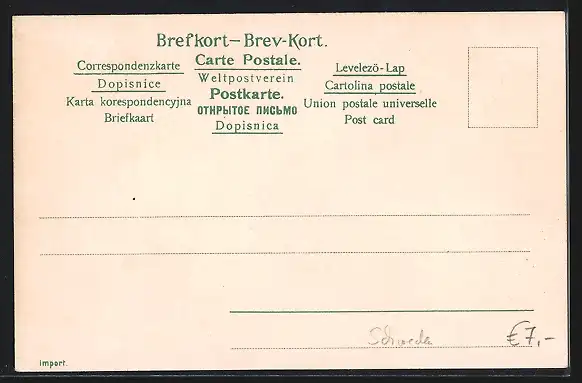 Brefkort—Brev-Kort.
Correspondenzkarte
Dopisnice
Karta korespondencyjna
Briefkaart
Carte Postale.
Weltpostverein
Postkarte.
ОТКРЫТОЕ ПИСЬМО
Dopisnica
Levelező-Lap
Cartolina postale
Union postale universelle
Post card
Schweden
€7,-
import.